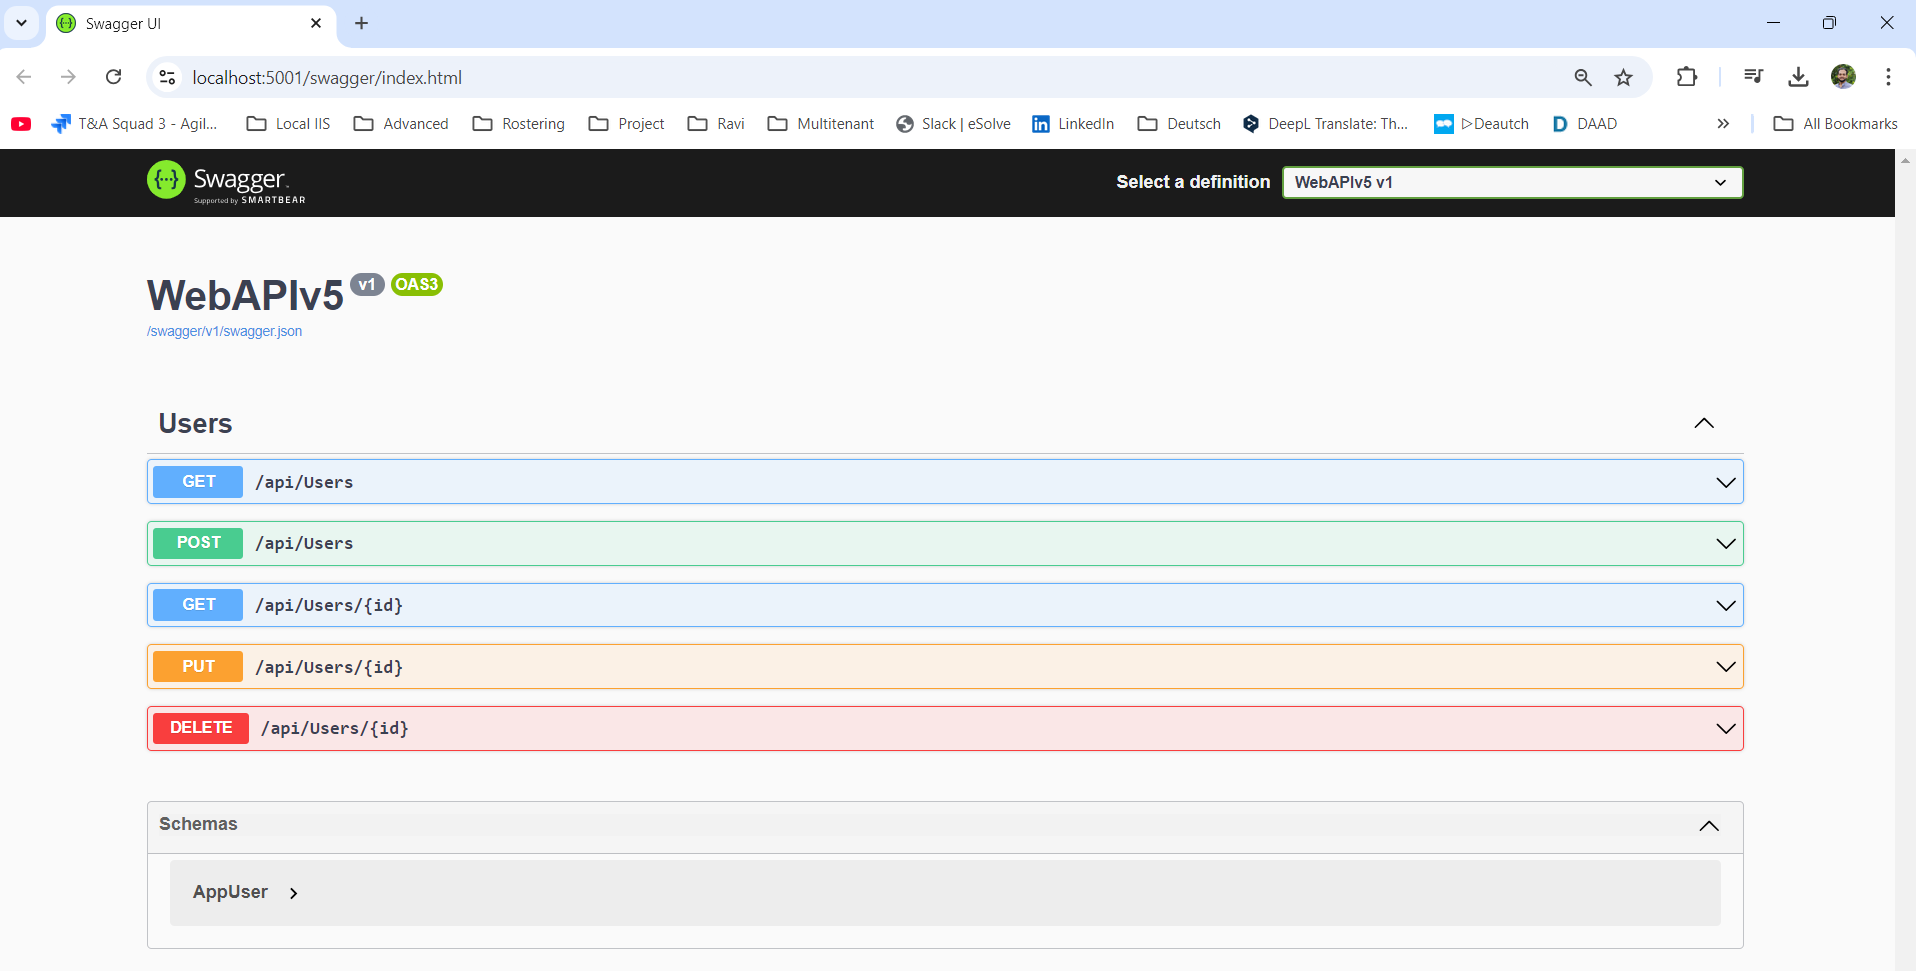 Swagger UI
localhost:5001/swagger/index.html
T&A Squad 3 - Agil... Local IIS Advanced Rostering Project Ravi Multitenant Slack | eSolve LinkedIn Deutsch DeepL Translate: Th... ▷Deautch DAAD All Bookmarks
Swagger
Supported by SMARTBEAR
Select a definition WebAPIv5 v1
WebAPIv5 v1 OAS3
/swagger/v1/swagger.json
Users
GET /api/Users
POST /api/Users
GET /api/Users/{id}
PUT /api/Users/{id}
DELETE /api/Users/{id}
Schemas
AppUser